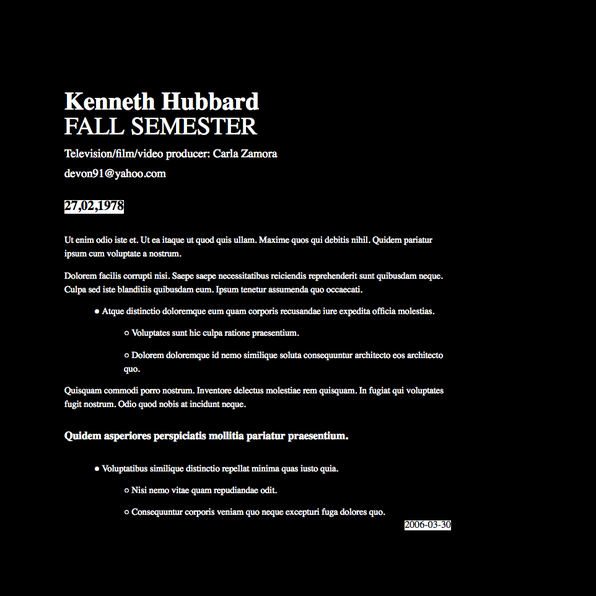 Kenneth Hubbard
FALL SEMESTER
Television/film/video producer: Carla Zamora
devon91@yahoo.com
27,02,1978
Ut enim odio iste et. Ut ea itaque ut quod quis ullam. Maxime quos qui debitis nihil. Quidem pariatur
ipsum cum voluptate a nostrum.
Dolorem facilis corrupti nisi. Saepe saepe necessitatibus reiciendis reprehenderit sunt quibusdam neque.
Culpa sed iste blanditiis quibusdam eum. Ipsum tenetur assumenda quo occaecati.
● Atque distinctio doloremque eum quam corporis recusandae iure expedita officia molestias.
○ Voluptates sunt hic culpa ratione praesentium.
○ Dolorem doloremque id nemo similique soluta consequuntur architecto eos architecto
quo.
Quisquam commodi porro nostrum. Inventore delectus molestiae rem quisquam. In fugiat qui voluptates
fugit nostrum. Odio quod nobis at incidunt neque.
Quidem asperiores perspiciatis mollitia pariatur praesentium.
● Voluptatibus similique distinctio repellat minima quas iusto quia.
○ Nisi nemo vitae quam repudiandae odit.
○ Consequuntur corporis veniam quo neque excepturi fuga dolores quo.
2006-03-30